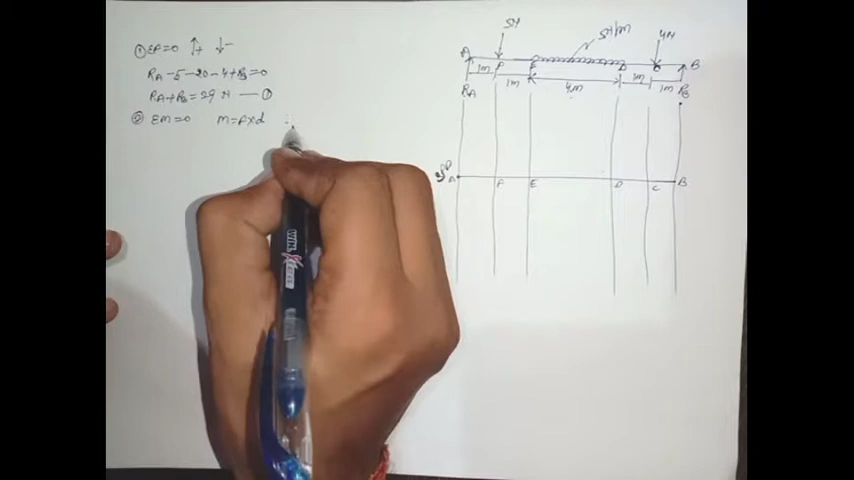 ① ΣF=0 ↑+ ↓-
RA-5-20-4+RB=0
RA+RB=29 N —①
② ΣM=0 M=F×d
5N
5N/m
4N
A F E D C B
1m 1m 4m 1m 1m
RA RB
A F E D C B
WIN